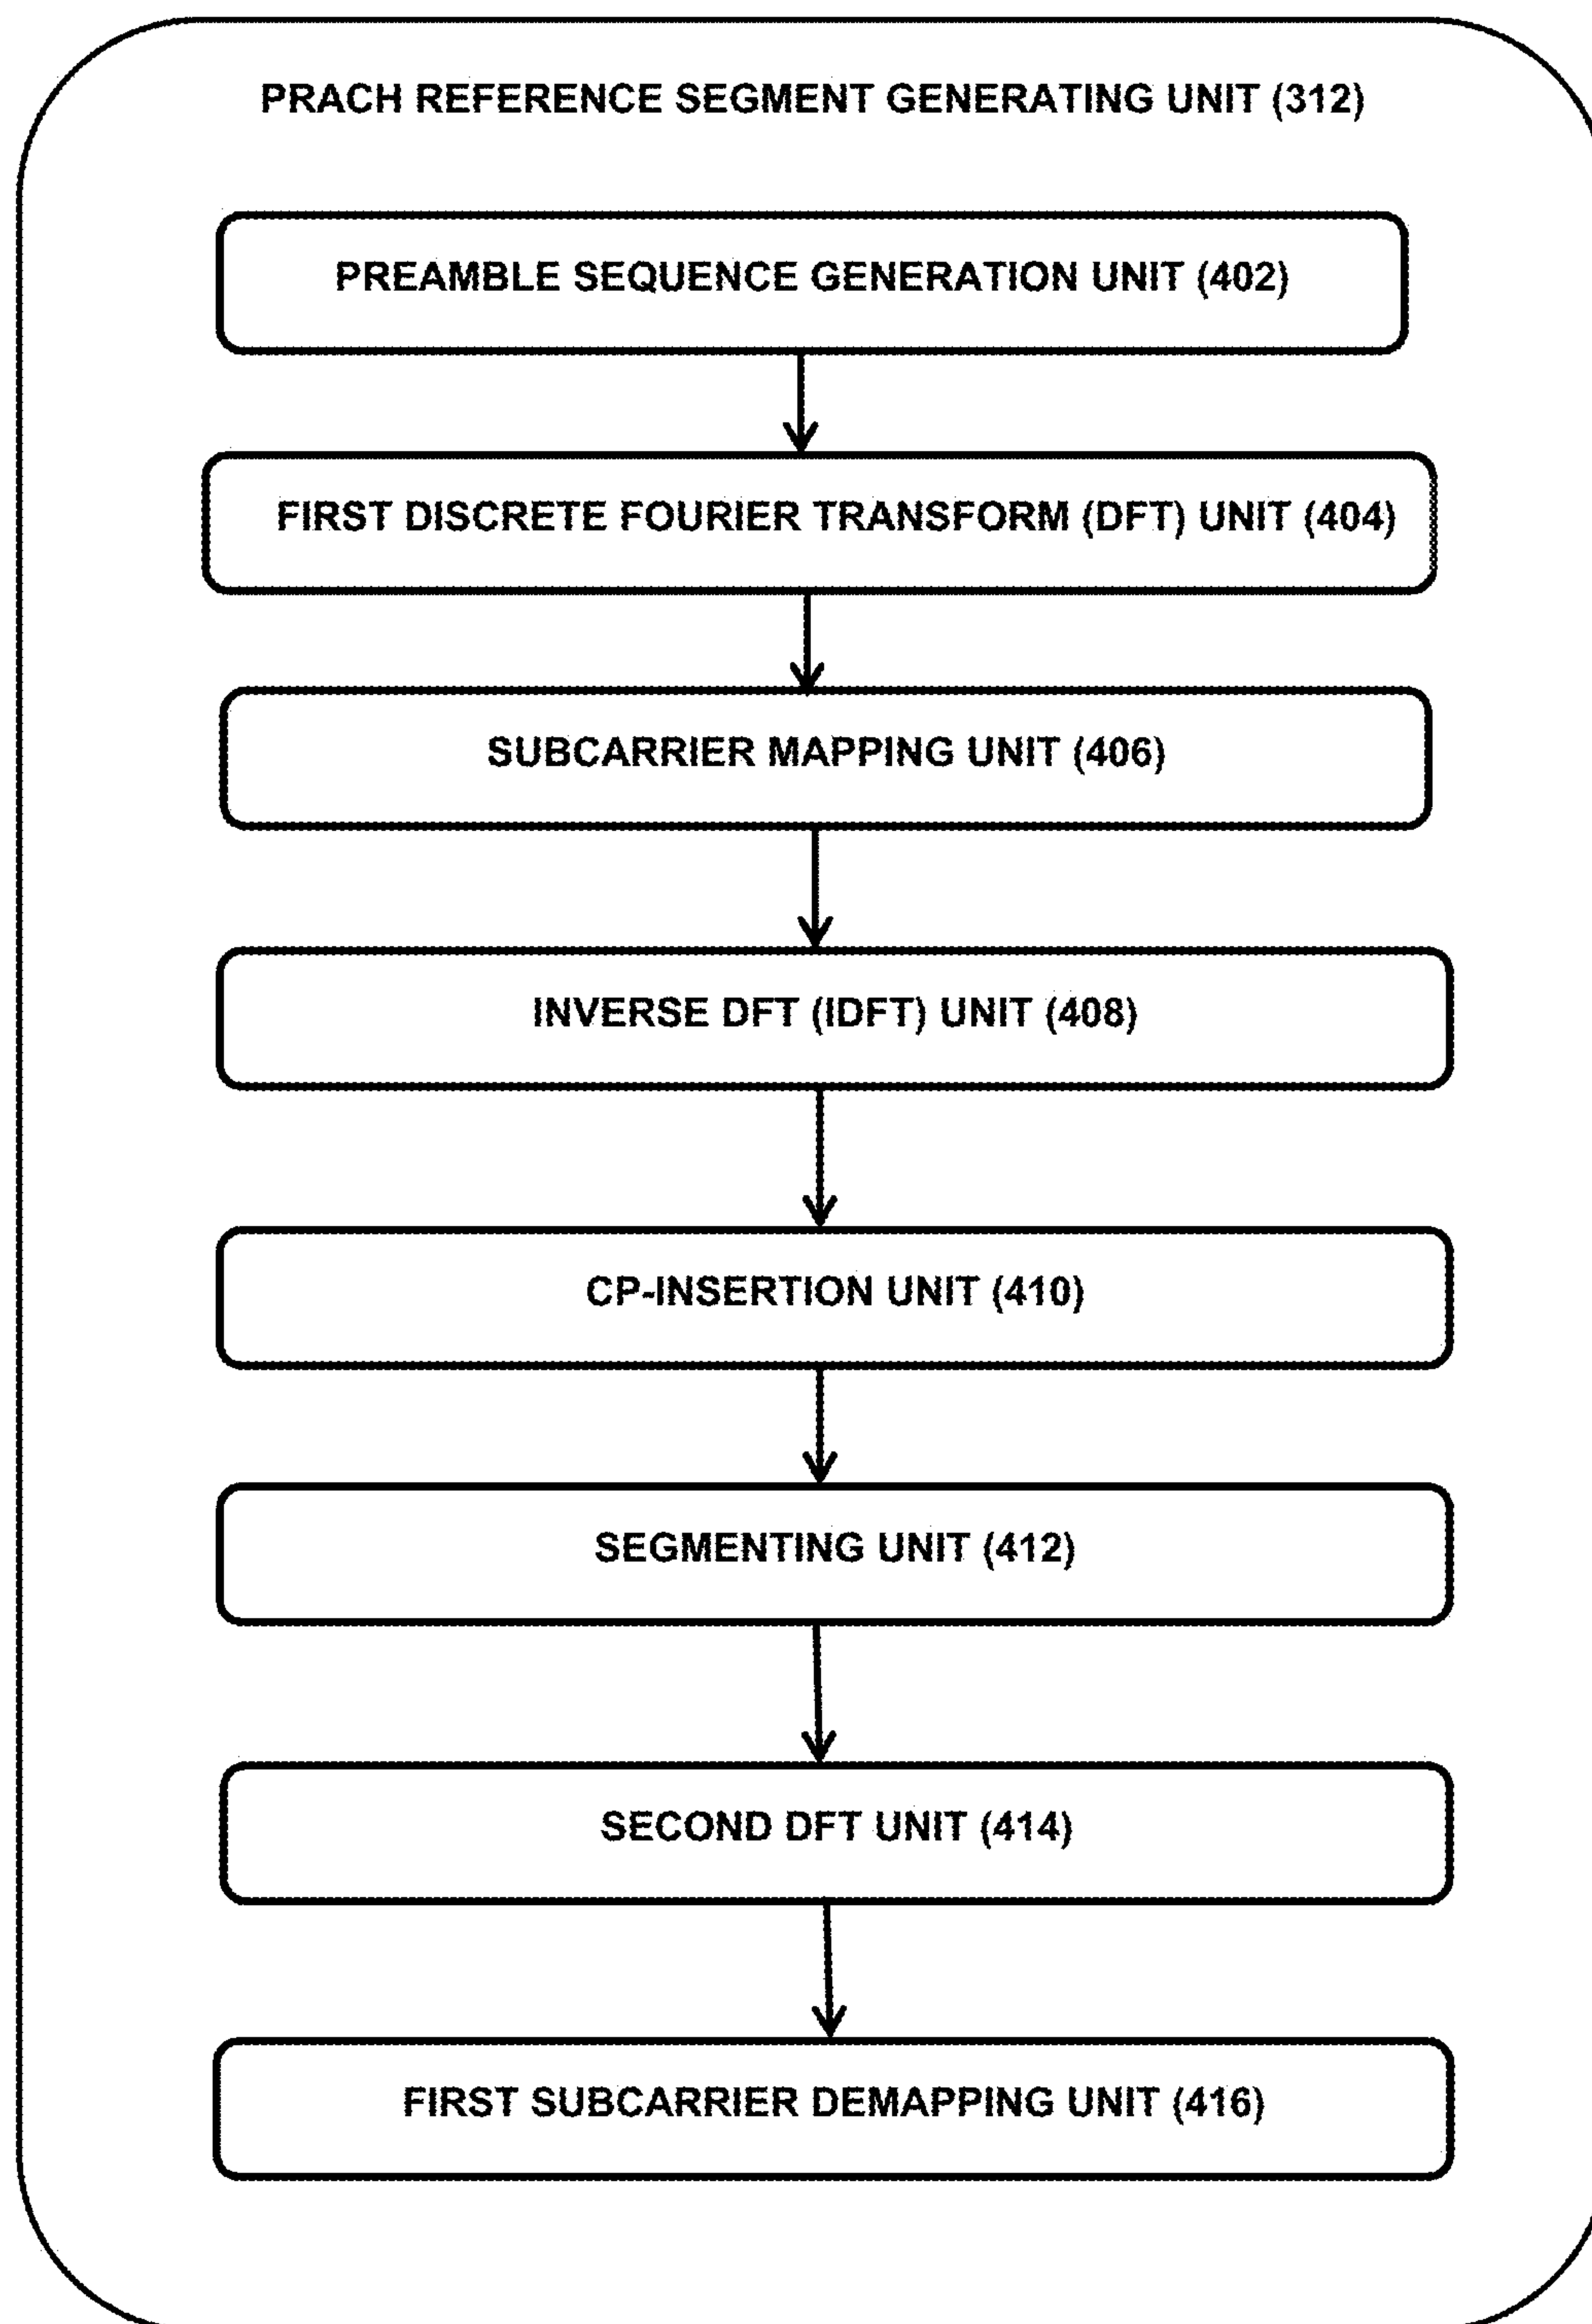 PRACH REFERENCE SEGMENT GENERATING UNIT (312)
PREAMBLE SEQUENCE GENERATION UNIT (402)
FIRST DISCRETE FOURIER TRANSFORM (DFT) UNIT (404)
SUBCARRIER MAPPING UNIT (406)
INVERSE DFT (IDFT) UNIT (408)
CP-INSERTION UNIT (410)
SEGMENTING UNIT (412)
SECOND DFT UNIT (414)
FIRST SUBCARRIER DEMAPPING UNIT (416)